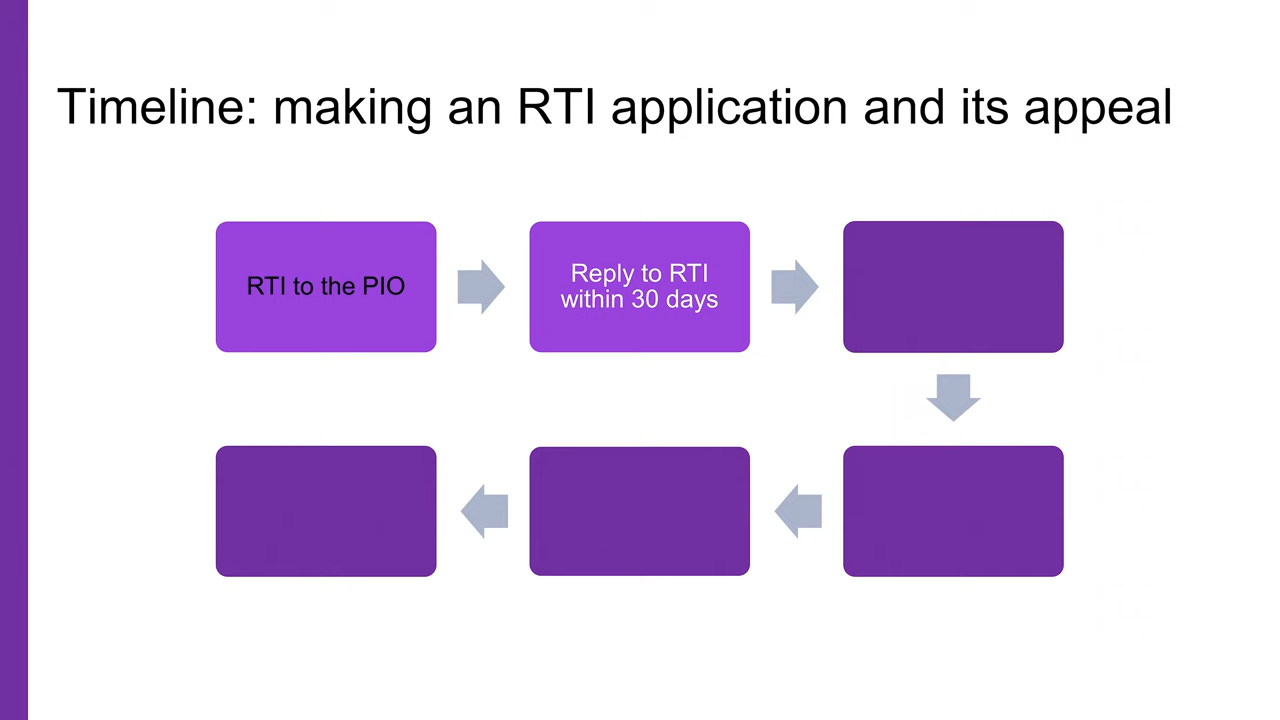 Timeline: making an RTI application and its appeal
RTI to the PIO
Reply to RTI
within 30 days